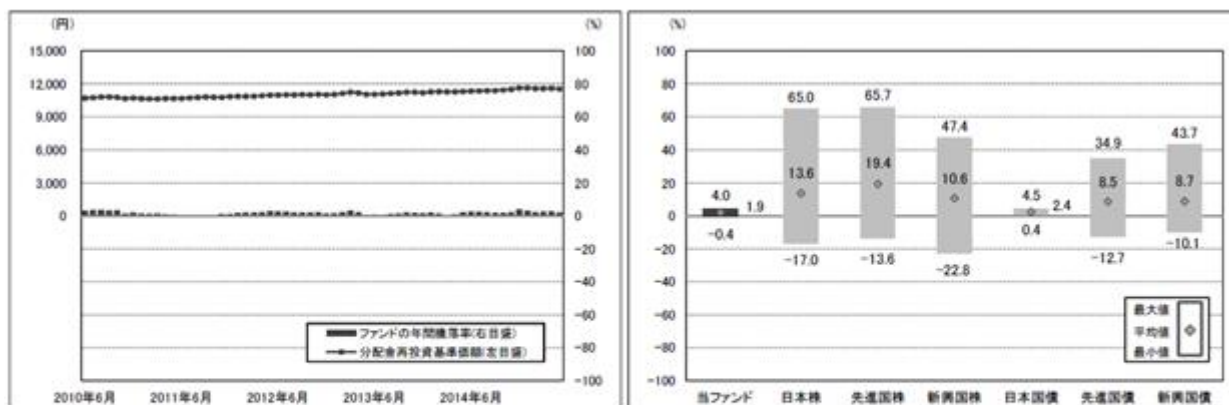 (円)
(%)
15,000
12,000
9,000
6,000
3,000
0
100
80
60
40
20
0
-20
-40
-60
-80
-100
ファンドの年間騰落率(右目盛)
分配金再投資基準価額(左目盛)
2010年6月 2011年6月 2012年6月 2013年6月 2014年6月
(%)
100
80
60
40
20
0
-20
-40
-60
-80
-100
4.0 1.9 -0.4
65.0 13.6 -17.0
65.7 19.4 -13.6
47.4 10.6 -22.8
4.5 2.4 0.4
34.9 8.5 -12.7
43.7 8.7 -10.1
最大値
平均値
最小値
当ファンド 日本株 先進国株 新興国株 日本国債 先進国債 新興国債